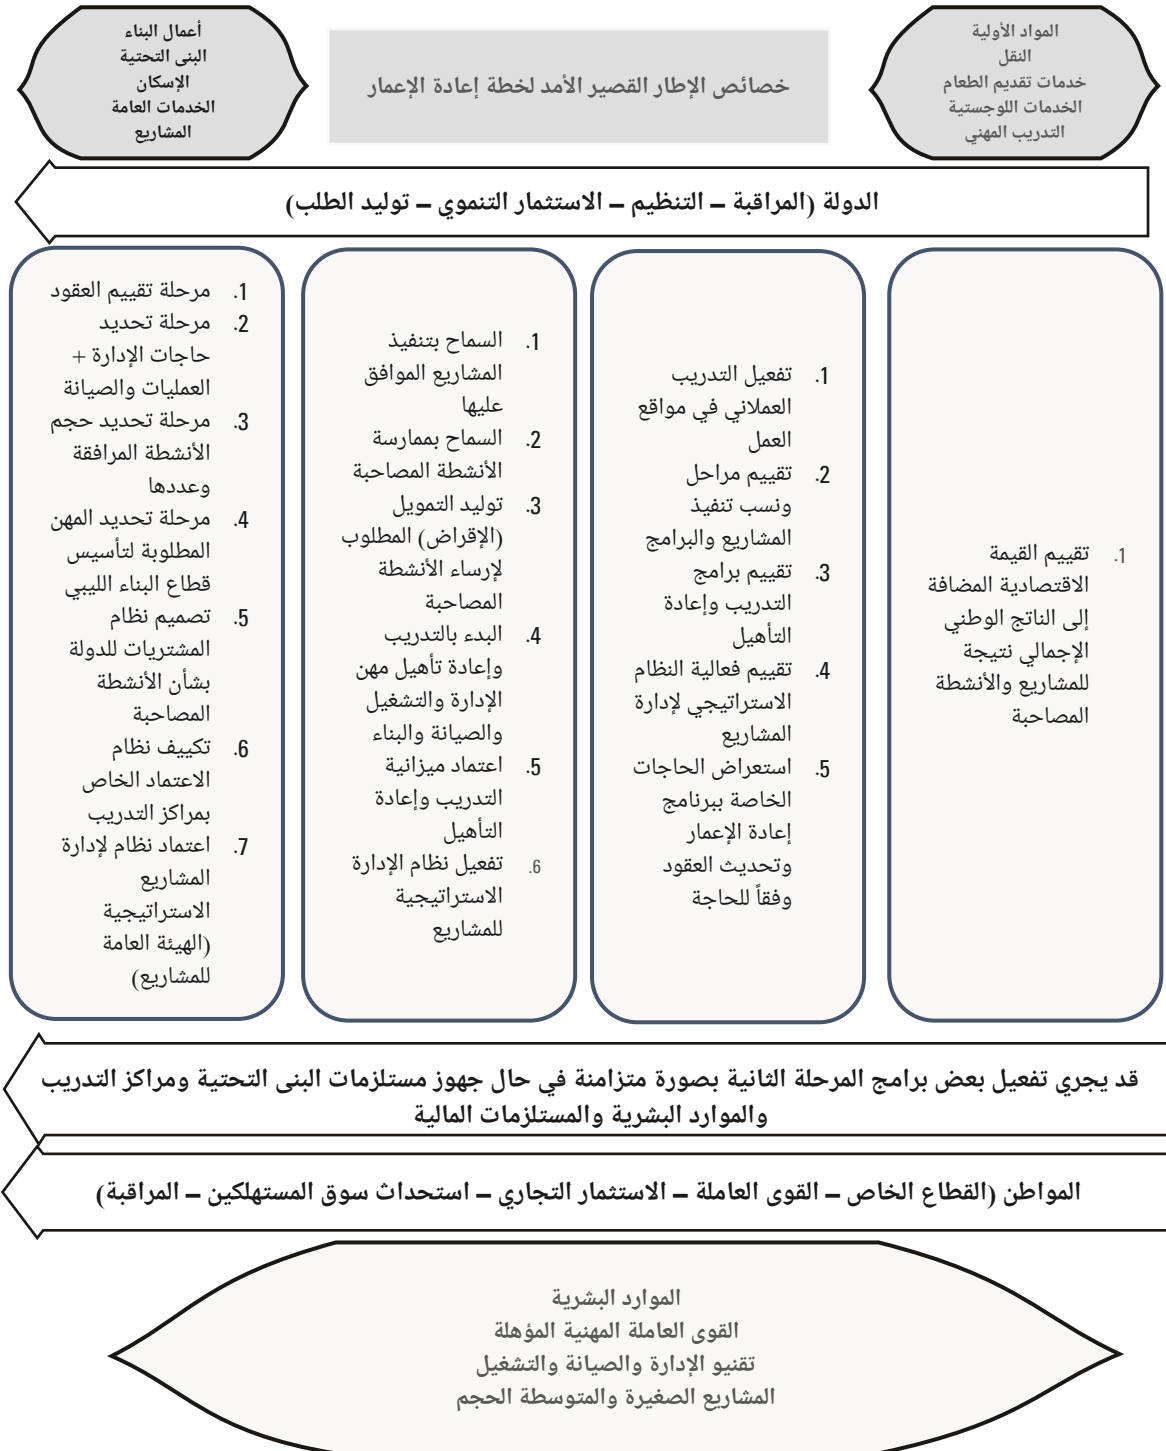 المواد الأولية
النقل
خدمات تقديم الطعام
الخدمات اللوجستية
التدريب المهني
خصائص الإطار القصير الأمد لخطة إعادة الإعمار
أعمال البناء
البنى التحتية
الإسكان
الخدمات العامة
المشاريع
الدولة (المراقبة – التنظيم – الاستثمار التنموي – توليد الطلب)
1. تقييم القيمة
الاقتصادية المضافة
إلى الناتج الوطني
الإجمالي نتيجة
للمشاريع والأنشطة
المصاحبة
1. تفعيل التدريب
العملاني في مواقع
العمل
2. تقييم مراحل
ونسب تنفيذ
المشاريع والبرامج
3. تقييم برامج
التدريب وإعادة
التأهيل
4. تقييم فعالية النظام
الاستراتيجي لإدارة
المشاريع
5. استعراض الحاجات
الخاصة ببرنامج
إعادة الإعمار
وتحديث العقود
وفقاً للحاجة
1. السماح بتنفيذ
المشاريع الموافق
عليها
2. السماح بممارسة
الأنشطة المصاحبة
3. توليد التمويل
(الإقراض) المطلوب
لإرساء الأنشطة
المصاحبة
4. البدء بالتدريب
وإعادة تأهيل مهن
الإدارة والتشغيل
والصيانة والبناء
5. اعتماد ميزانية
التدريب وإعادة
التأهيل
6. تفعيل نظام الإدارة
الاستراتيجية
للمشاريع
1. مرحلة تقييم العقود
2. مرحلة تحديد
حاجات الإدارة +
العمليات والصيانة
3. مرحلة تحديد حجم
الأنشطة المرافقة
وعددها
4. مرحلة تحديد المهن
المطلوبة لتأسيس
قطاع البناء الليبي
5. تصميم نظام
المشتريات للدولة
بشأن الأنشطة
المصاحبة
6. تكييف نظام
الاعتماد الخاص
بمراكز التدريب
7. اعتماد نظام لإدارة
المشاريع
الاستراتيجية
(الهيئة العامة
للمشاريع)
قد يجري تفعيل بعض برامج المرحلة الثانية بصورة متزامنة في حال جهوز مستلزمات البنى التحتية ومراكز التدريب
والموارد البشرية والمستلزمات المالية
المواطن (القطاع الخاص – القوى العاملة – الاستثمار التجاري – استحداث سوق المستهلكين – المراقبة)
الموارد البشرية
القوى العاملة المهنية المؤهلة
تقنيو الإدارة والصيانة والتشغيل
المشاريع الصغيرة والمتوسطة الحجم